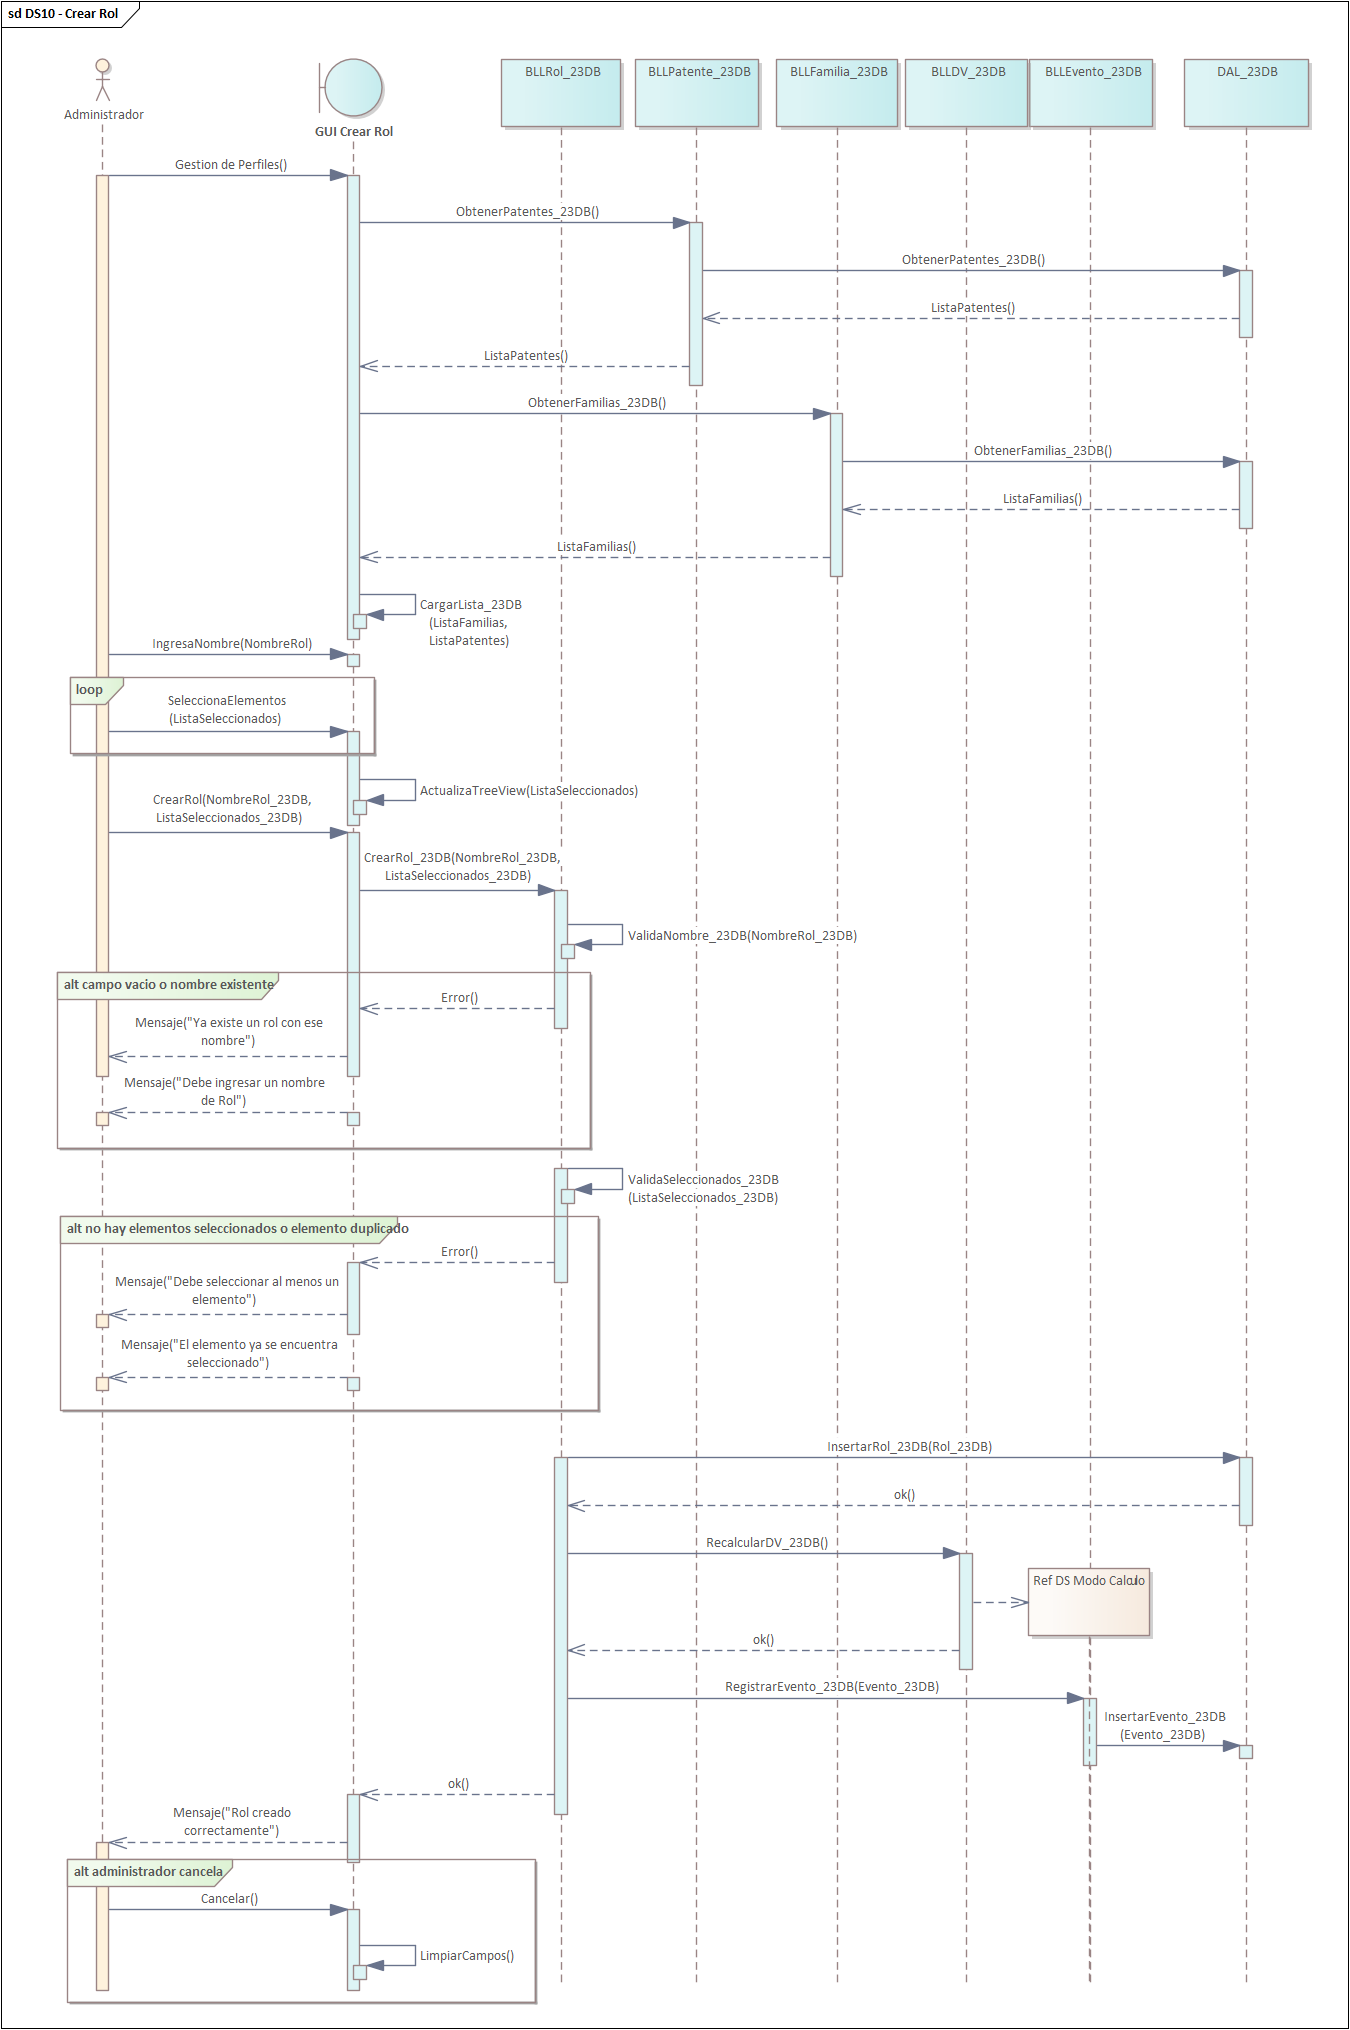 sd DS10 - Crear Rol
Administrador
GUI Crear Rol
BLLRol_23DB
BLLPatente_23DB
BLLFamilia_23DB
BLLDV_23DB
BLLEvento_23DB
DAL_23DB
Gestion de Perfiles()
ObtenerPatentes_23DB()
ObtenerPatentes_23DB()
ListaPatentes()
ListaPatentes()
ObtenerFamilias_23DB()
ObtenerFamilias_23DB()
ListaFamilias()
ListaFamilias()
CargarLista_23DB
(ListaFamilias,
ListaPatentes)
IngresaNombre(NombreRol)
loop
SeleccionaElementos
(ListaSeleccionados)
ActualizaTreeView(ListaSeleccionados)
CrearRol(NombreRol_23DB,
ListaSeleccionados_23DB)
CrearRol_23DB(NombreRol_23DB,
ListaSeleccionados_23DB)
ValidaNombre_23DB(NombreRol_23DB)
alt campo vacio o nombre existente
Error()
Mensaje("Ya existe un rol con ese
nombre")
Mensaje("Debe ingresar un nombre
de Rol")
ValidaSeleccionados_23DB
(ListaSeleccionados_23DB)
alt no hay elementos seleccionados o elemento duplicado
Error()
Mensaje("Debe seleccionar al menos un
elemento")
Mensaje("El elemento ya se encuentra
seleccionado")
InsertarRol_23DB(Rol_23DB)
ok()
RecalcularDV_23DB()
Ref DS Modo Calculo
ok()
RegistrarEvento_23DB(Evento_23DB)
InsertarEvento_23DB
(Evento_23DB)
ok()
Mensaje("Rol creado
correctamente")
alt administrador cancela
Cancelar()
LimpiarCampos()